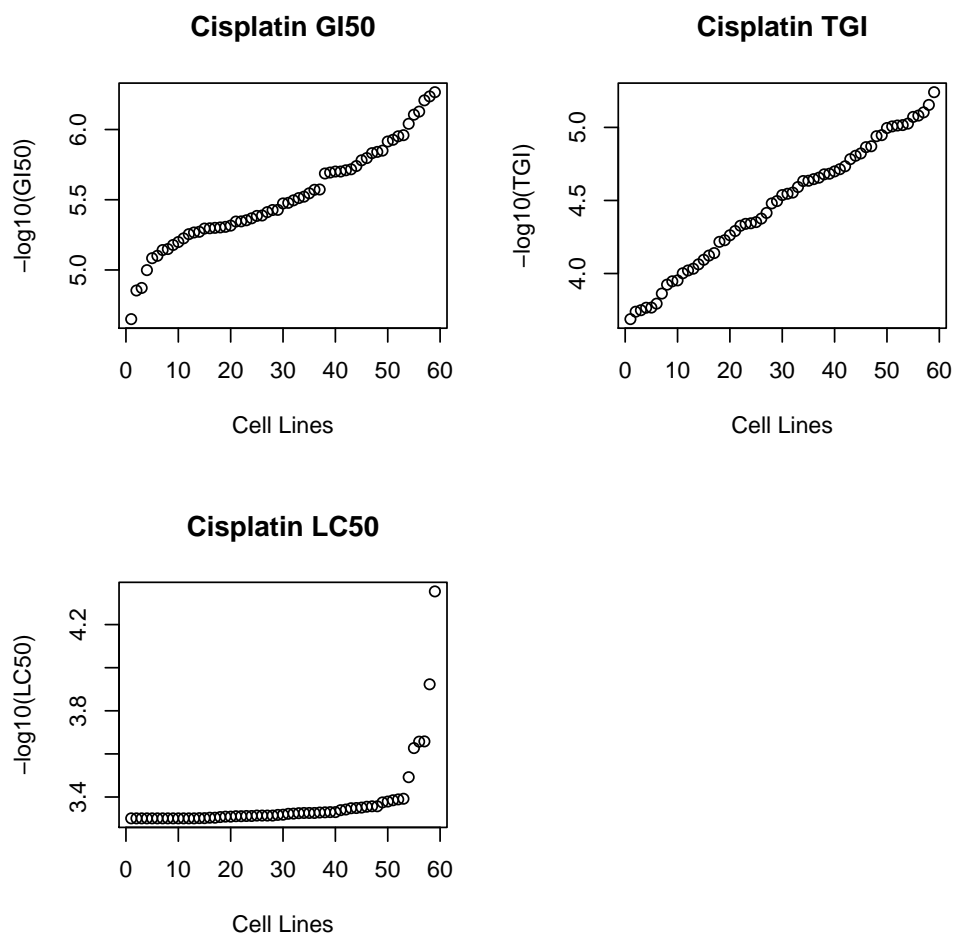 Cisplatin GI50
−log10(GI50)
6.0
5.5
5.0
0 10 20 30 40 50 60
Cell Lines
Cisplatin TGI
−log10(TGI)
5.0
4.5
4.0
0 10 20 30 40 50 60
Cell Lines
Cisplatin LC50
−log10(LC50)
4.2
3.8
3.4
0 10 20 30 40 50 60
Cell Lines